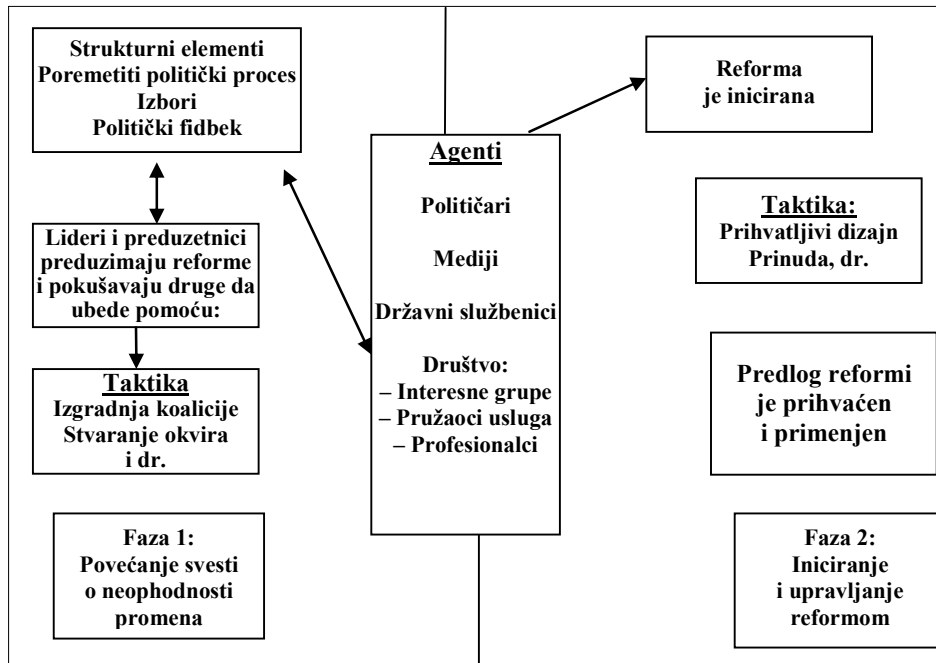 Strukturni elementi
Poremetiti politički proces
Izbori
Politički fidbek
Lideri i preduzetnici
preduzimaju reforme
i pokušavaju druge da
ubede pomoću:
Taktika
Izgradnja koalicije
Stvaranje okvira
i dr.
Faza 1:
Povećanje svesti
o neophodnosti
promena
Agenti
Političari
Mediji
Državni službenici
Društvo:
– Interesne grupe
– Pružaoci usluga
– Profesionalci
Reforma
je inicirana
Taktika:
Prihvatljivi dizajn
Prinuda, dr.
Predlog reformi
je prihvaćen
i primenjen
Faza 2:
Iniciranje
i upravljanje
reformom